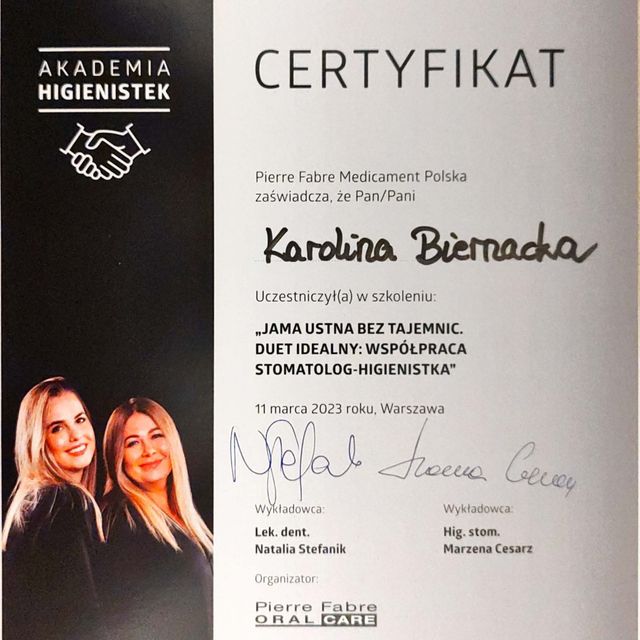 AKADEMIA
HIGIENISTEK
CERTYFIKAT
Pierre Fabre Medicament Polska
zaświadcza, że Pan/Pani
Karolina Biernacka
Uczestniczył(a) w szkoleniu:
„JAMA USTNA BEZ TAJEMNIC.
DUET IDEALNY: WSPÓŁPRACA
STOMATOLOG-HIGIENISTKA”
11 marca 2023 roku, Warszawa
Wykładowca:
Lek. dent.
Natalia Stefanik
Wykładowca:
Hig. stom.
Marzena Cesarz
Organizator:
Pierre Fabre
ORAL CARE